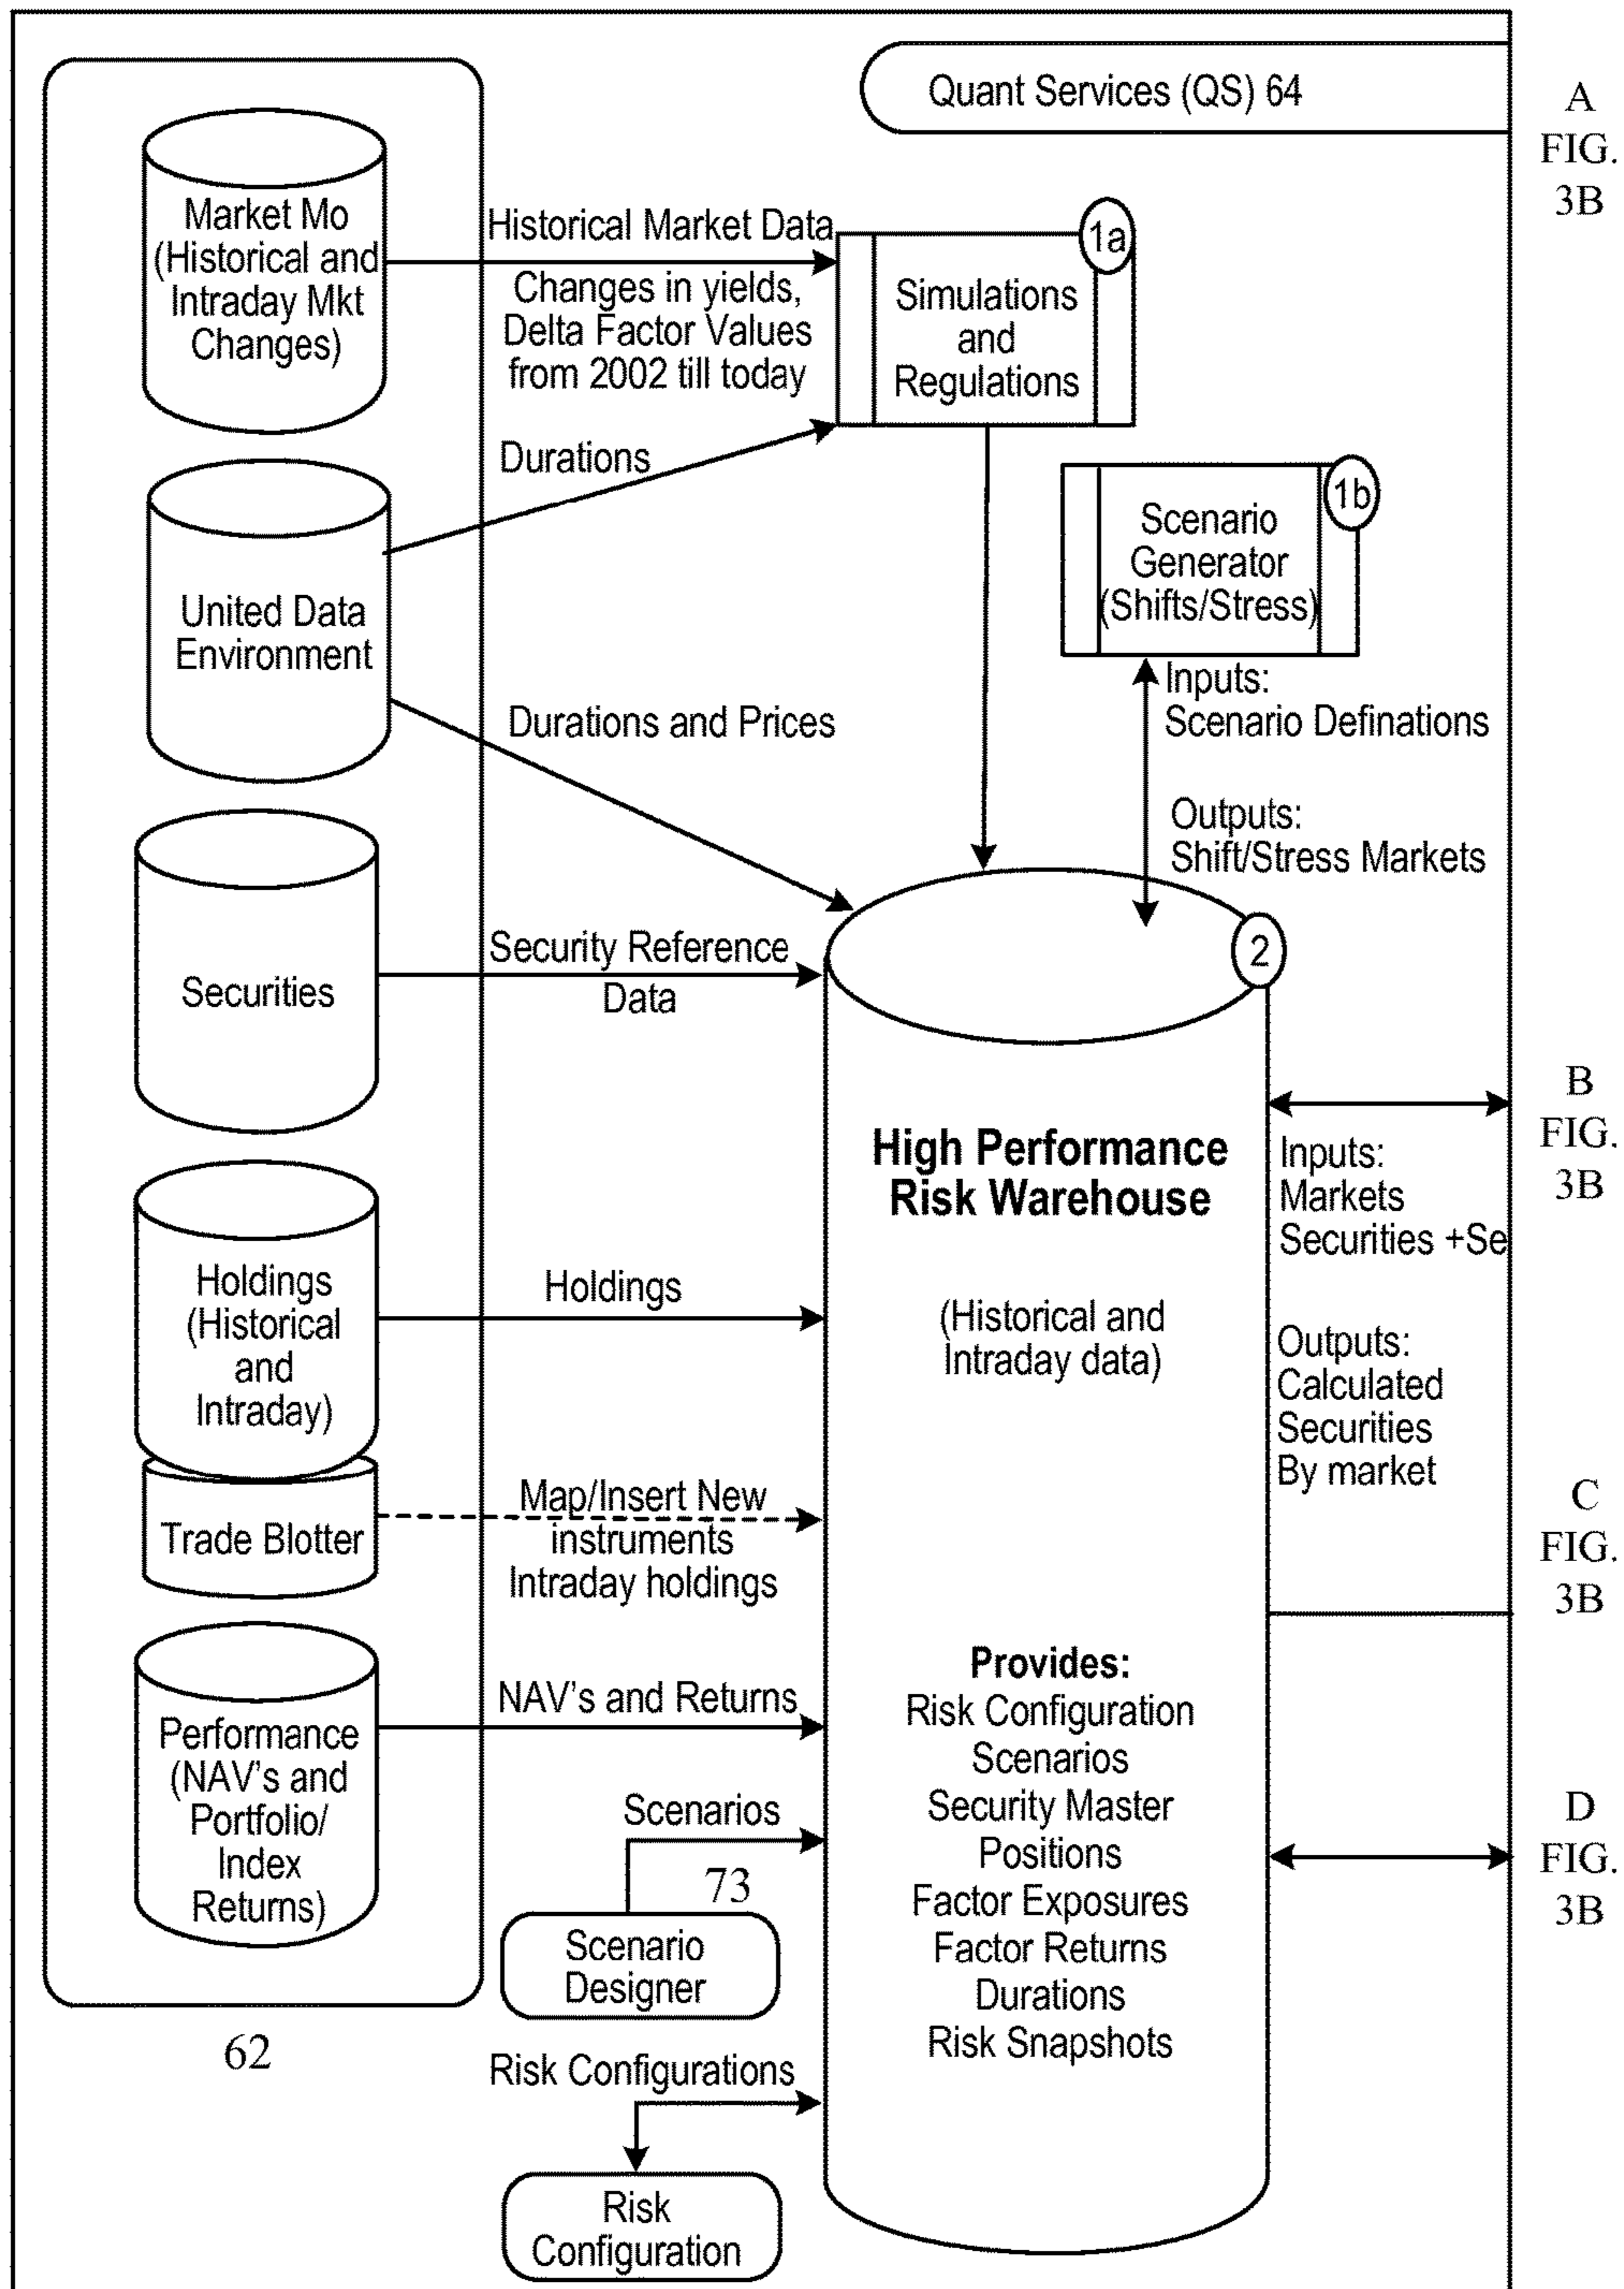 Quant Services (QS) 64
A
FIG.
3B
Market Mo
(Historical and
Intraday Mkt
Changes)
Historical Market Data
Changes in yields,
Delta Factor Values
from 2002 till today
1a
Simulations
and
Regulations
Durations
1b
Scenario
Generator
(Shifts/Stress)
United Data
Environment
Inputs:
Scenario Definations
Durations and Prices
Outputs:
Shift/Stress Markets
2
Securities
Security Reference
Data
High Performance
Risk Warehouse
(Historical and
Intraday data)
B
FIG.
3B
Inputs:
Markets
Securities +Se
Outputs:
Calculated
Securities
By market
Holdings
(Historical
and
Intraday)
Holdings
Trade Blotter
Map/Insert New
instruments
Intraday holdings
C
FIG.
3B
Performance
(NAV's and
Portfolio/
Index
Returns)
NAV's and Returns
Provides:
Risk Configuration
Scenarios
Security Master
Positions
Factor Exposures
Factor Returns
Durations
Risk Snapshots
D
FIG.
3B
Scenarios
73
Scenario
Designer
62
Risk Configurations
Risk
Configuration